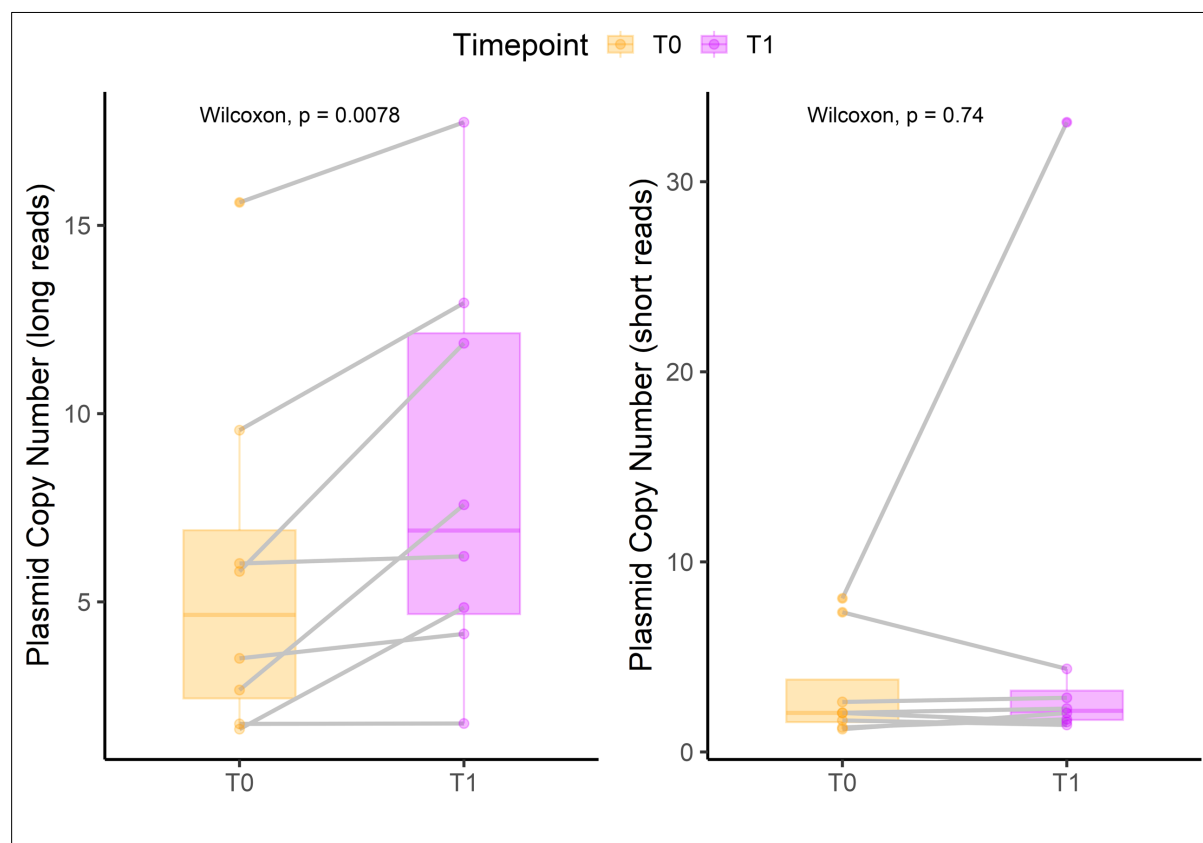 Timepoint T0 T1
Plasmid Copy Number (long reads)
Wilcoxon, p = 0.0078
15
10
5
T0 T1
Plasmid Copy Number (short reads)
Wilcoxon, p = 0.74
30
20
10
0
T0 T1